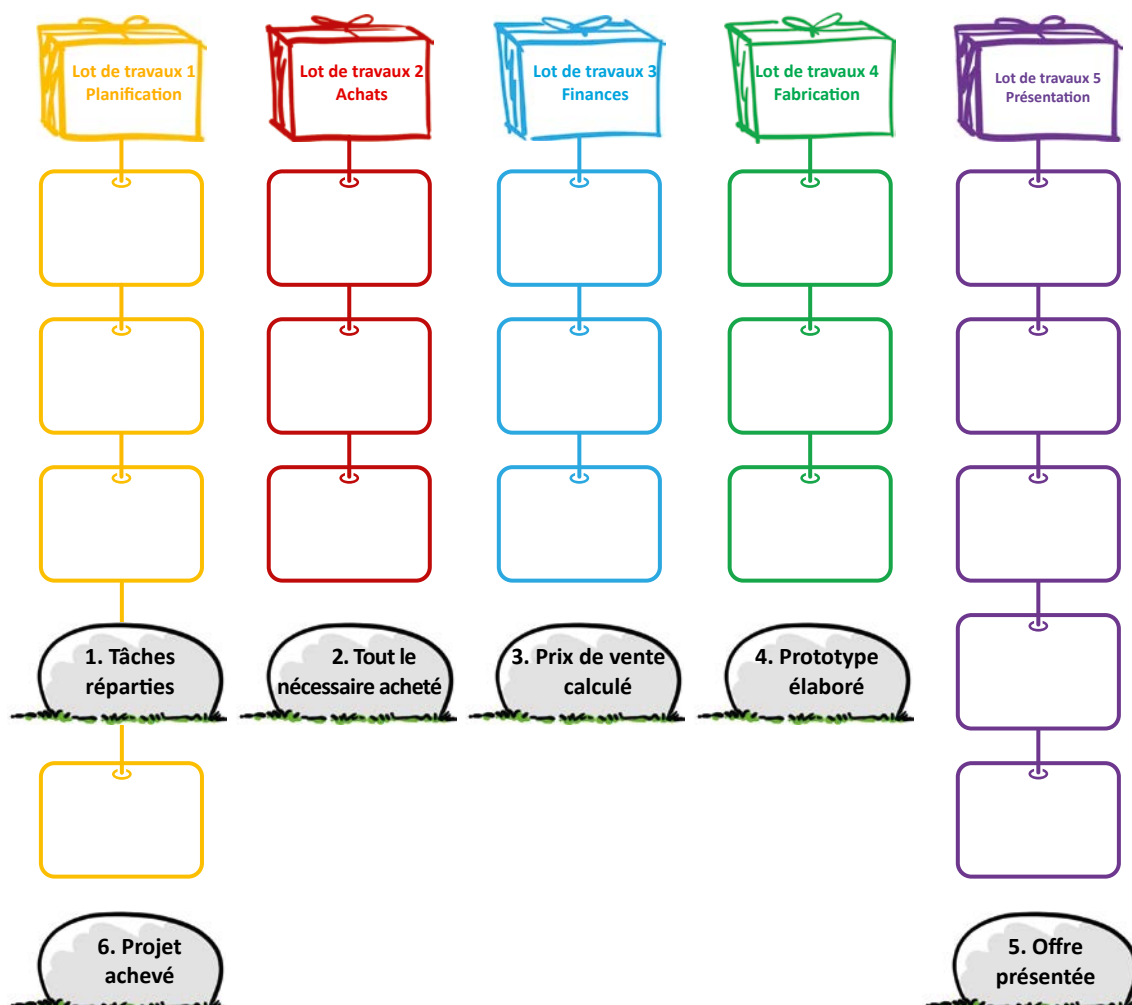 Lot de travaux 1
Planification
Lot de travaux 2
Achats
Lot de travaux 3
Finances
Lot de travaux 4
Fabrication
Lot de travaux 5
Présentation
1. Tâches
réparties
2. Tout le
nécessaire acheté
3. Prix de vente
calculé
4. Prototype
élaboré
6. Projet
achevé
5. Offre
présentée